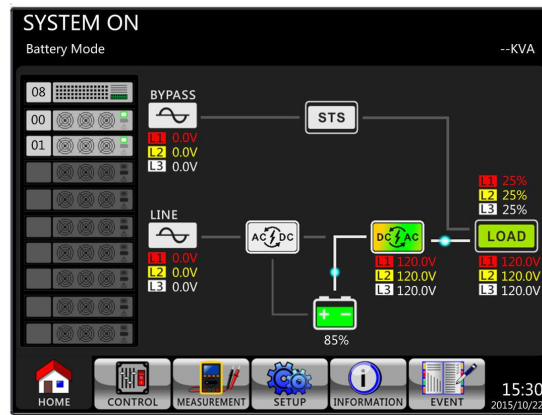 SYSTEM ON
Battery Mode
--KVA
08
00
01
BYPASS
L1 0.0V
L2 0.0V
L3 0.0V
STS
L1 25%
L2 25%
L3 25%
LINE
L1 0.0V
L2 0.0V
L3 0.0V
AC DC
DC AC
LOAD
L1 120.0V
L2 120.0V
L3 120.0V
L1 120.0V
L2 120.0V
L3 120.0V
+ -
85%
HOME
CONTROL
MEASUREMENT
SETUP
INFORMATION
EVENT
15:30
2015/10/22